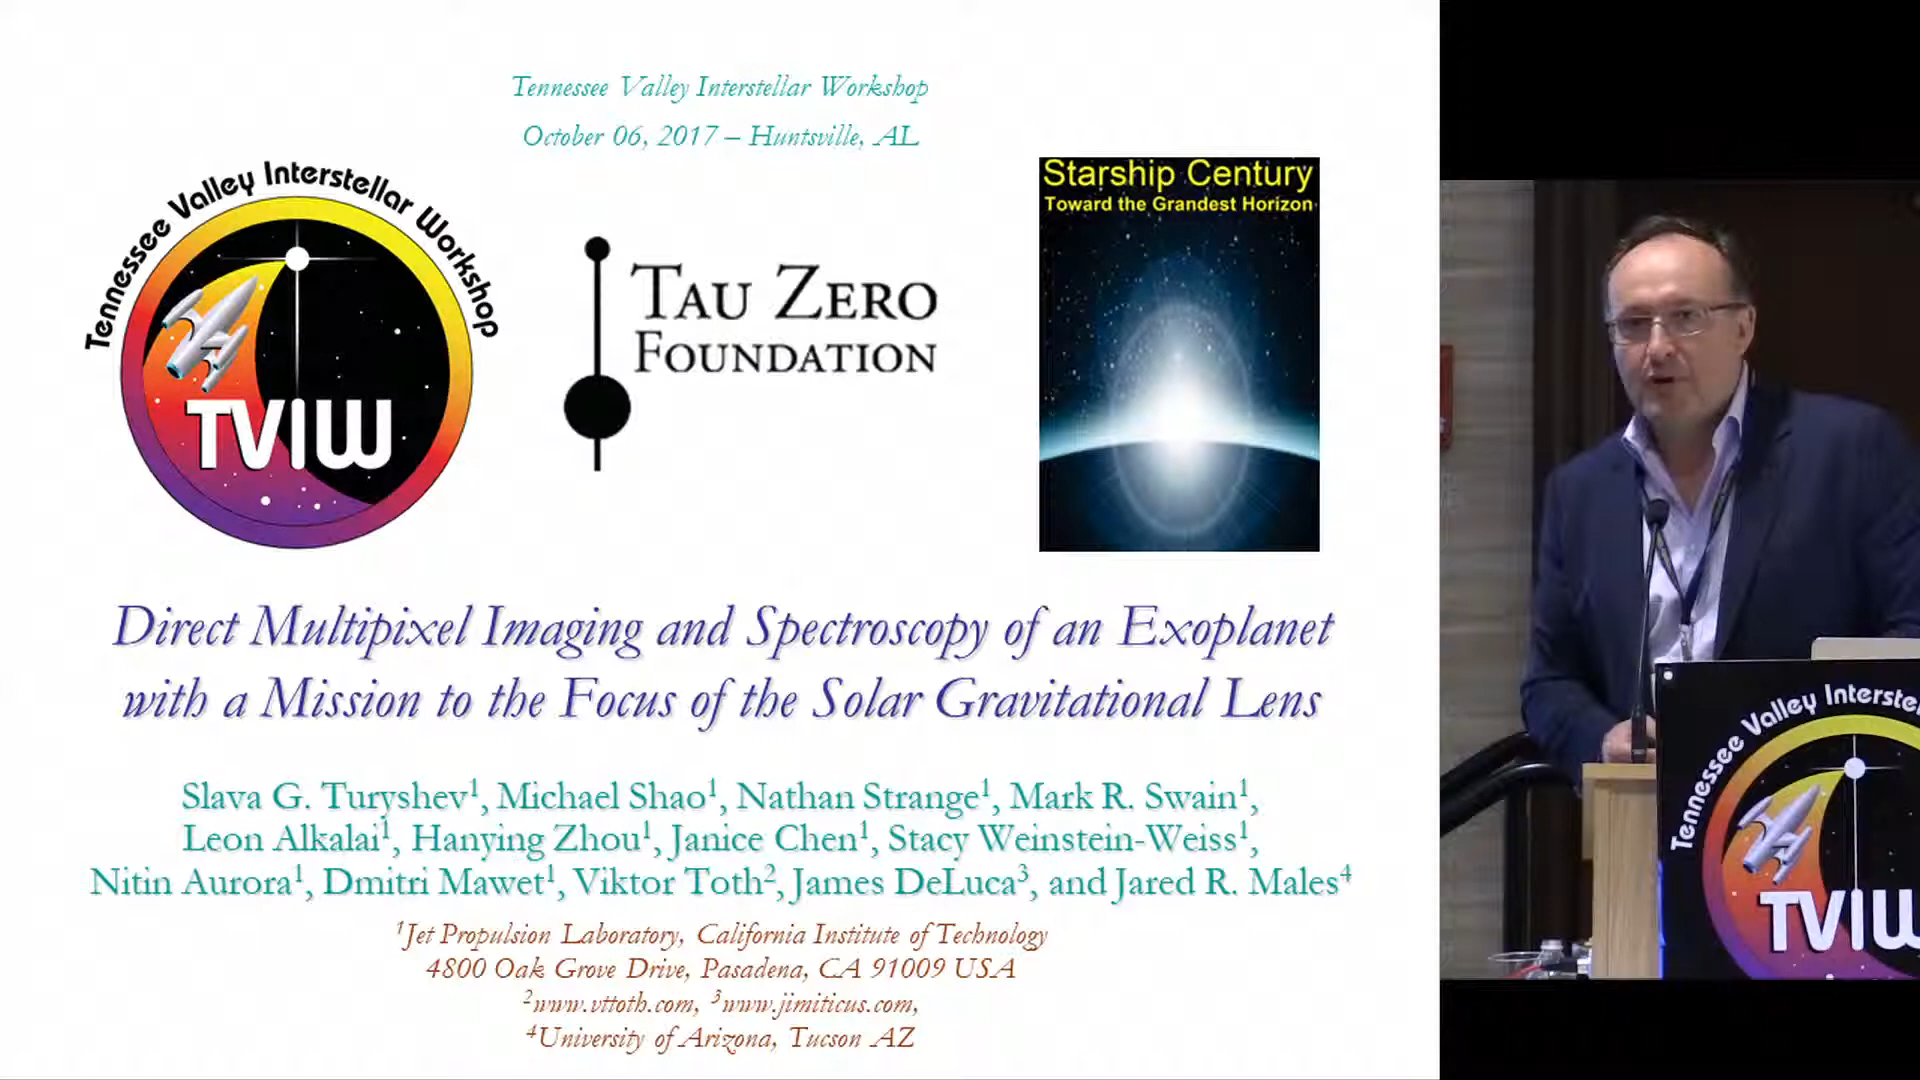 Tennessee Valley Interstellar Workshop
October 06, 2017 – Huntsville, AL
Tennessee Valley Interstellar Workshop
TVIW
TAU ZERO
FOUNDATION
Starship Century
Toward the Grandest Horizon
Direct Multipixel Imaging and Spectroscopy of an Exoplanet
with a Mission to the Focus of the Solar Gravitational Lens
Slava G. Turyshev¹, Michael Shao¹, Nathan Strange¹, Mark R. Swain¹,
Leon Alkalai¹, Hanying Zhou¹, Janice Chen¹, Stacy Weinstein-Weiss¹,
Nitin Aurora¹, Dmitri Mawet¹, Viktor Toth², James DeLuca³, and Jared R. Males⁴
¹Jet Propulsion Laboratory, California Institute of Technology
4800 Oak Grove Drive, Pasadena, CA 91009 USA
²www.vttoth.com, ³www.jimiticus.com,
⁴University of Arizona, Tucson AZ
Tennessee Valley Interste
TVIW